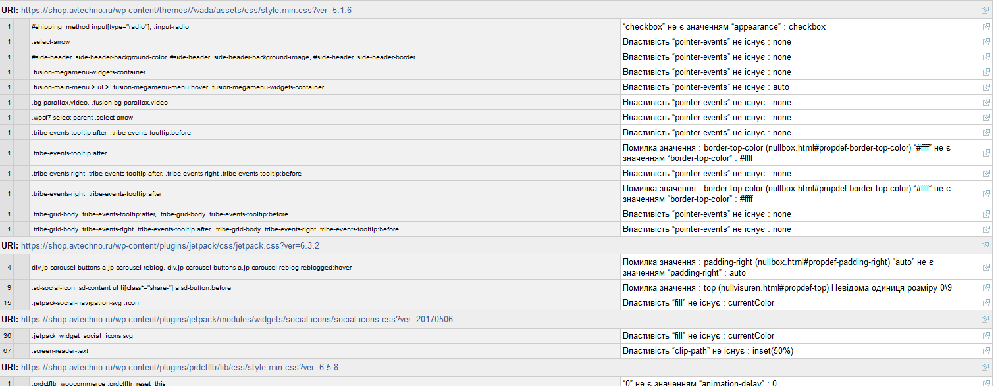 URI: https://shop.avtechno.ru/wp-content/themes/Avada/assets/css/style.min.css?ver=5.1.6
1 #shipping_method input[type="radio"], .input-radio “checkbox” не є значенням “appearance” : checkbox
1 .select-arrow Властивість “pointer-events” не існує : none
1 #side-header .side-header-background-color, #side-header .side-header-background-image, #side-header .side-header-border Властивість “pointer-events” не існує : none
1 .fusion-megamenu-widgets-container Властивість “pointer-events” не існує : none
1 .fusion-main-menu > ul > .fusion-megamenu-menu:hover .fusion-megamenu-widgets-container Властивість “pointer-events” не існує : auto
1 .bg-parallax.video, .fusion-bg-parallax.video Властивість “pointer-events” не існує : none
1 .wpcf7-select-parent .select-arrow Властивість “pointer-events” не існує : none
1 .tribe-events-tooltip:after, .tribe-events-tooltip:before Властивість “pointer-events” не існує : none
1 .tribe-events-tooltip:after Помилка значення : border-top-color (nullbox.html#propdef-border-top-color) “#ffff” не є
значенням “border-top-color” : #ffff
1 .tribe-events-right .tribe-events-tooltip:after, .tribe-events-right .tribe-events-tooltip:before Властивість “pointer-events” не існує : none
1 .tribe-events-right .tribe-events-tooltip:after Помилка значення : border-top-color (nullbox.html#propdef-border-top-color) “#ffff” не є
значенням “border-top-color” : #ffff
1 .tribe-grid-body .tribe-events-tooltip:after, .tribe-grid-body .tribe-events-tooltip:before Властивість “pointer-events” не існує : none
1 .tribe-grid-body .tribe-events-right .tribe-events-tooltip:after, .tribe-grid-body .tribe-events-right .tribe-events-tooltip:before Властивість “pointer-events” не існує : none
URI: https://shop.avtechno.ru/wp-content/plugins/jetpack/css/jetpack.css?ver=6.3.2
4 div.jp-carousel-buttons a.jp-carousel-reblog, div.jp-carousel-buttons a.jp-carousel-reblog.reblogged:hover Помилка значення : padding-right (nullbox.html#propdef-padding-right) “auto” не є
значенням “padding-right” : auto
9 .sd-social-icon .sd-content ul li[class*="share-"] a.sd-button:before Помилка значення : top (nullvisuren.html#propdef-top) Невідома одиниця розміру 0\9
15 .jetpack-social-navigation-svg .icon Властивість “fill” не існує : currentColor
URI: https://shop.avtechno.ru/wp-content/plugins/jetpack/modules/widgets/social-icons/social-icons.css?ver=20170506
36 .jetpack_widget_social_icons svg Властивість “fill” не існує : currentColor
67 .screen-reader-text Властивість “clip-path” не існує : inset(50%)
URI: https://shop.avtechno.ru/wp-content/plugins/prdctfltr/lib/css/style.min.css?ver=6.5.8
1 .prdctfltr_woocommerce .prdctfltr_reset_this “0” не є значенням “animation-delay” : 0